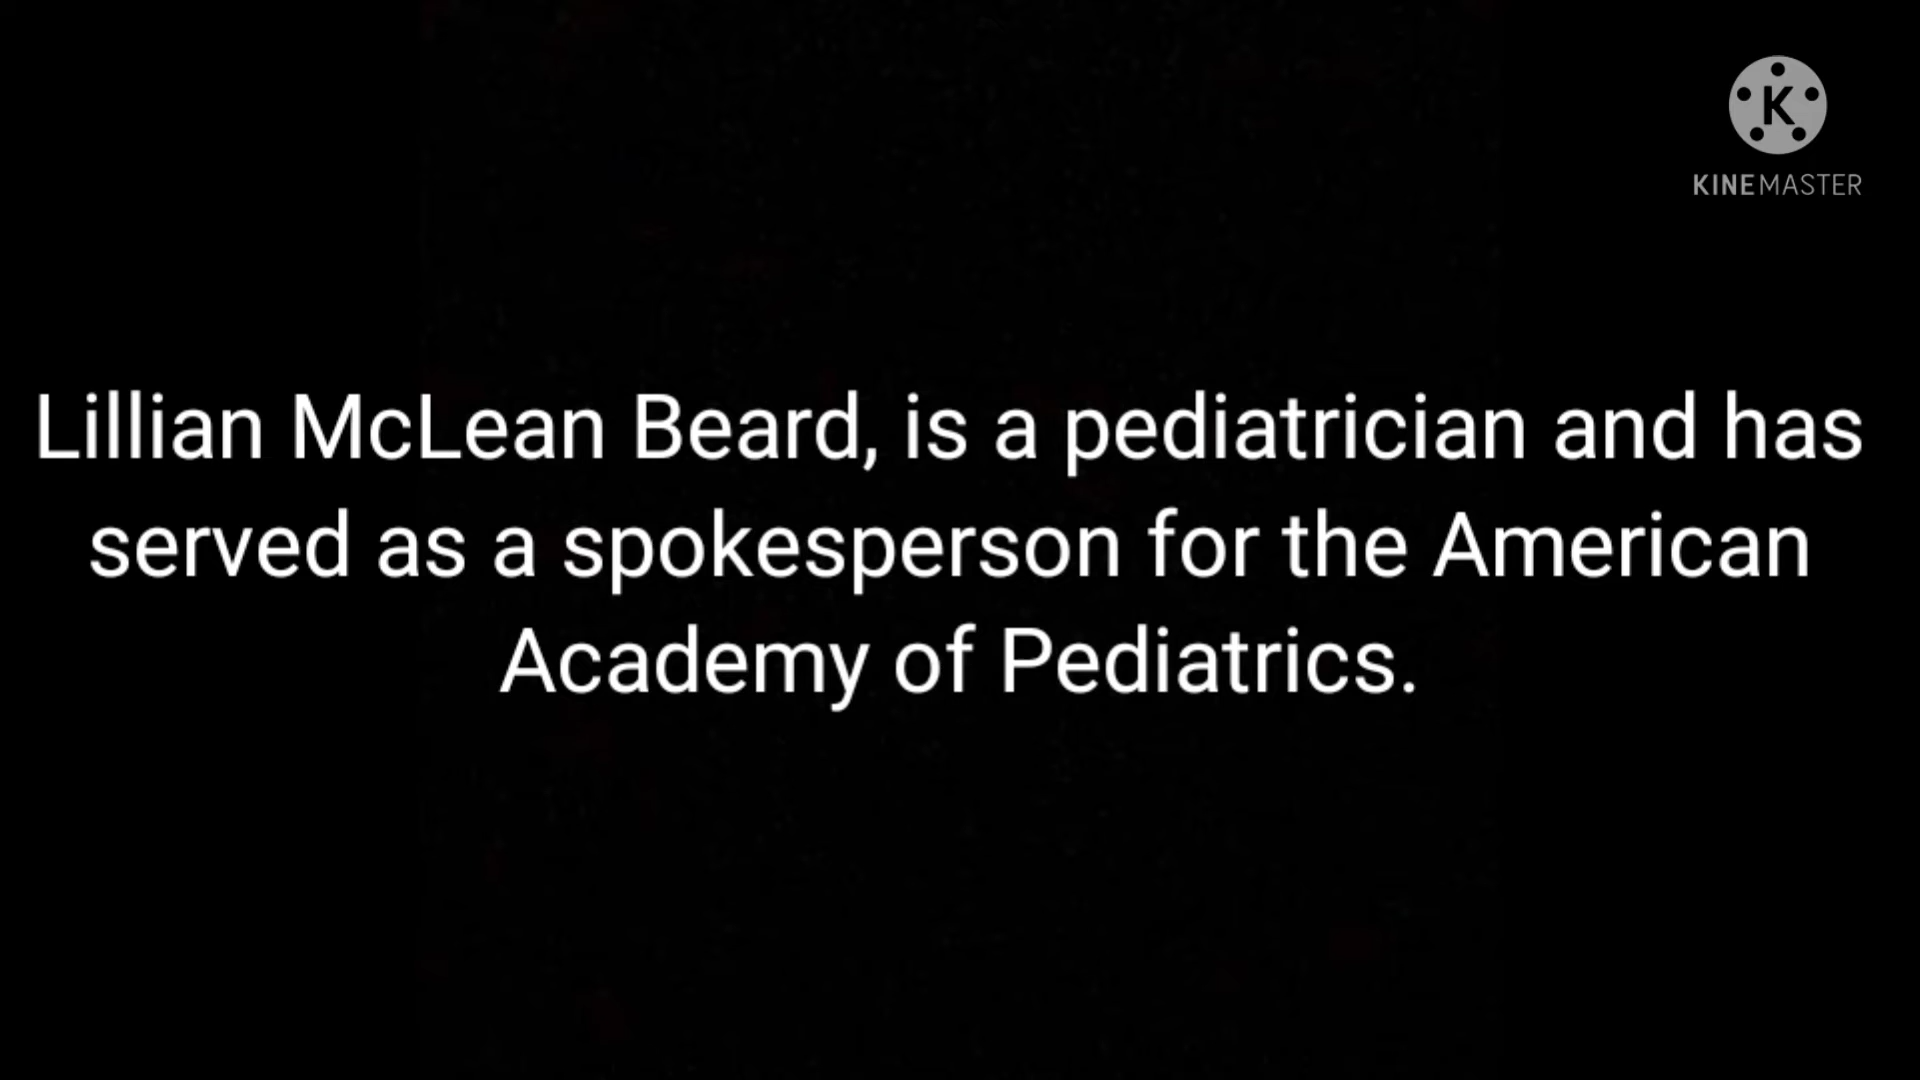 K
KINEMASTER
Lillian McLean Beard, is a pediatrician and has
served as a spokesperson for the American
Academy of Pediatrics.